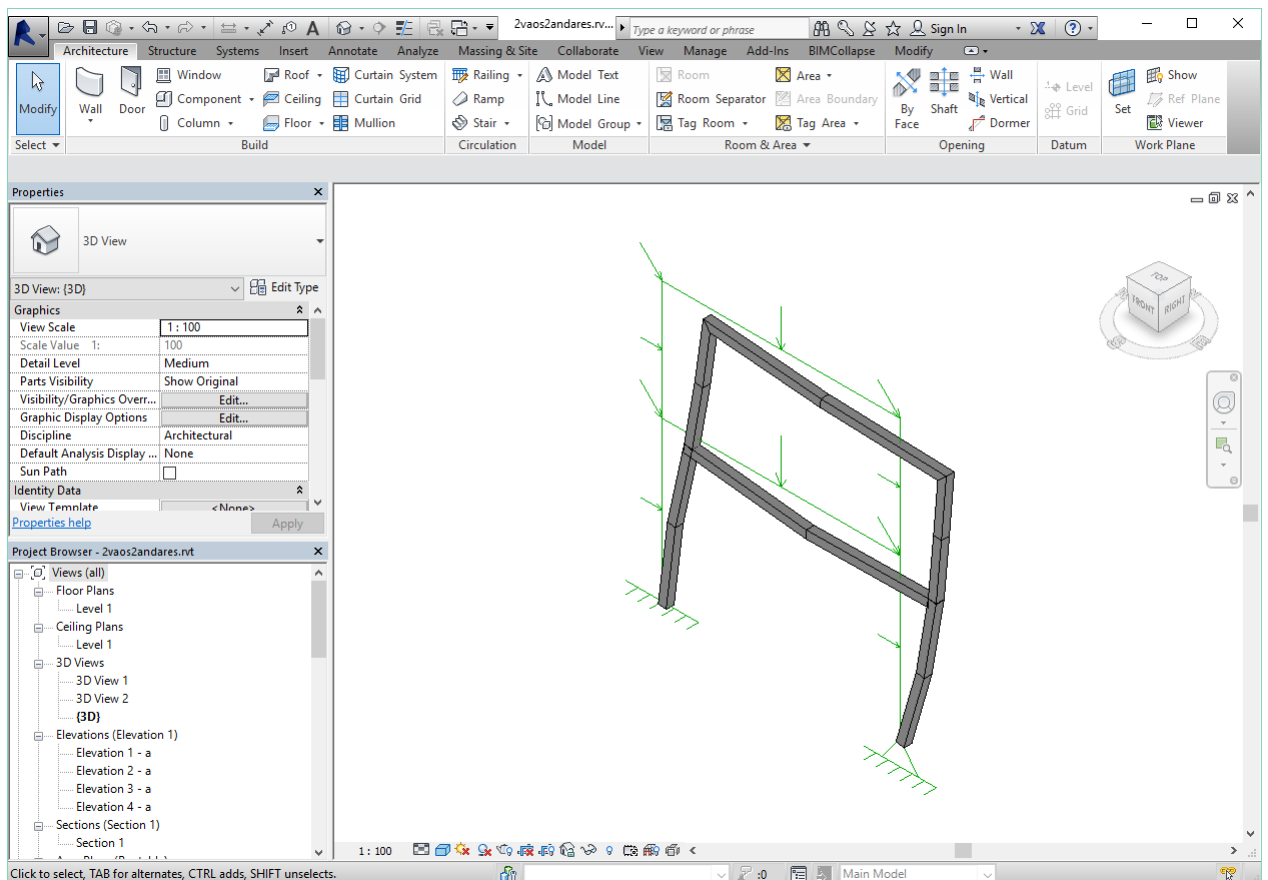 2vaos2andares.rv... Type a keyword or phrase Sign In
Architecture Structure Systems Insert Annotate Analyze Massing & Site Collaborate View Manage Add-Ins BIMCollapse Modify
Modify Wall Door Window Component Column Roof Ceiling Floor Curtain System Curtain Grid Mullion Railing Ramp Stair Model Text Model Line Model Group Room Room Separator Tag Room Area Area Boundary Tag Area By Face Shaft Wall Vertical Dormer Level Grid Set Show Ref Plane Viewer
Select Build Circulation Model Room & Area Opening Datum Work Plane
Properties
3D View
3D View: {3D} Edit Type
Graphics
View Scale 1 : 100
Scale Value 1: 100
Detail Level Medium
Parts Visibility Show Original
Visibility/Graphics Overr... Edit...
Graphic Display Options Edit...
Discipline Architectural
Default Analysis Display ... None
Sun Path
Identity Data
View Template <None>
Properties help Apply
Project Browser - 2vaos2andares.rvt
Views (all)
Floor Plans
Level 1
Ceiling Plans
Level 1
3D Views
3D View 1
3D View 2
{3D}
Elevations (Elevation 1)
Elevation 1 - a
Elevation 2 - a
Elevation 3 - a
Elevation 4 - a
Sections (Section 1)
Section 1
TOP
FRONT RIGHT
1 : 100
Click to select, TAB for alternates, CTRL adds, SHIFT unselects. :0 Main Model